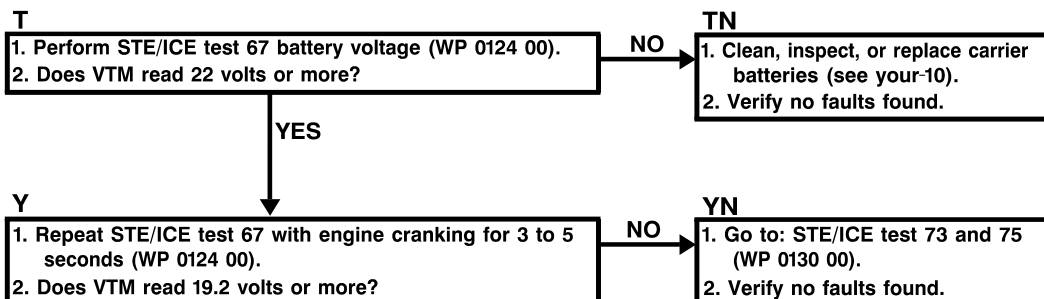 T
1. Perform STE/ICE test 67 battery voltage (WP 0124 00).
2. Does VTM read 22 volts or more?
NO
TN
1. Clean, inspect, or replace carrier
batteries (see your-10).
2. Verify no faults found.
YES
Y
1. Repeat STE/ICE test 67 with engine cranking for 3 to 5
seconds (WP 0124 00).
2. Does VTM read 19.2 volts or more?
NO
YN
1. Go to: STE/ICE test 73 and 75
(WP 0130 00).
2. Verify no faults found.